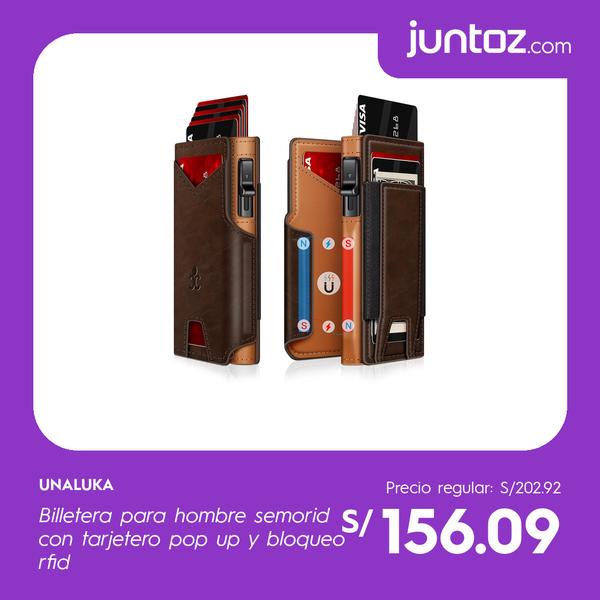 juntoz.com
VISA
N
S
S
N
UNALUKA
Billetera para hombre semorid
con tarjetero pop up y bloqueo
rfid
Precio regular: S/202.92
S/ 156.09